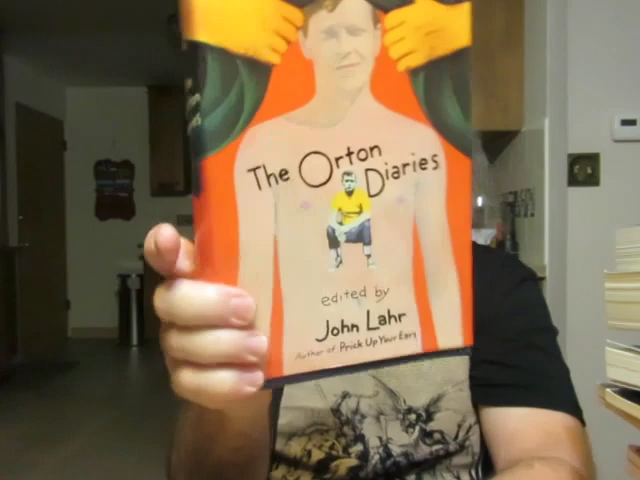 The Orton
Diaries
edited by
John Lahr
Author of Prick Up Your Ears